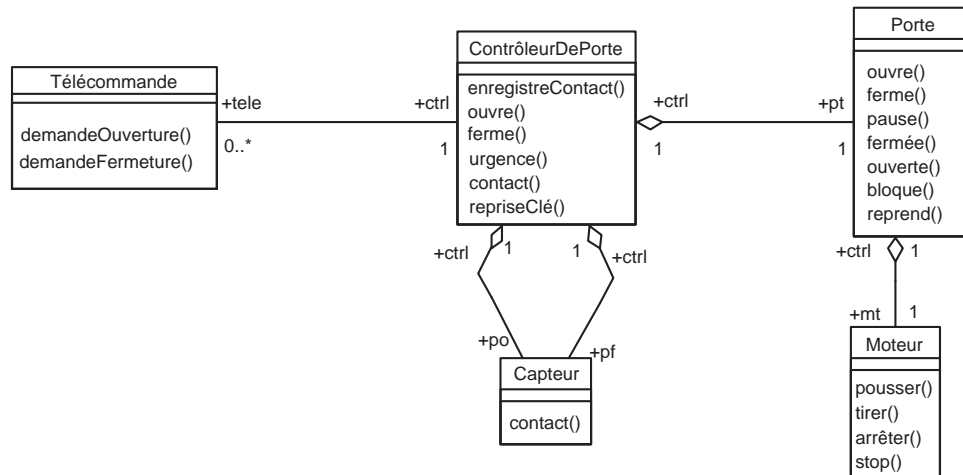 Télécommande
demandeOuverture()
demandeFermeture()
+tele
0..*
+ctrl
1
ContrôleurDePorte
enregistreContact()
ouvre()
ferme()
urgence()
contact()
repriseClé()
+ctrl
1
+pt
1
Porte
ouvre()
ferme()
pause()
fermée()
ouverte()
bloque()
reprend()
+ctrl
1
1
+ctrl
+po
+pf
Capteur
contact()
+ctrl
1
+mt
1
Moteur
pousser()
tirer()
arrêter()
stop()